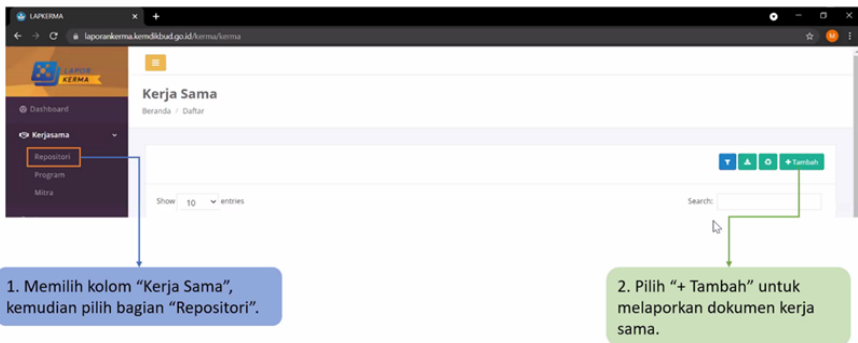 LAPKERMA
laporankerma.kemdikbud.go.id/kerma/kerma
M
LAPOR
KERMA
Kerja Sama
Beranda / Daftar
Dashboard
Kerjasama
Repositori
Program
Mitra
+ Tambah
Show 10 entries
Search:
1. Memilih kolom “Kerja Sama”,
kemudian pilih bagian “Repositori”.
2. Pilih “+ Tambah” untuk
melaporkan dokumen kerja
sama.